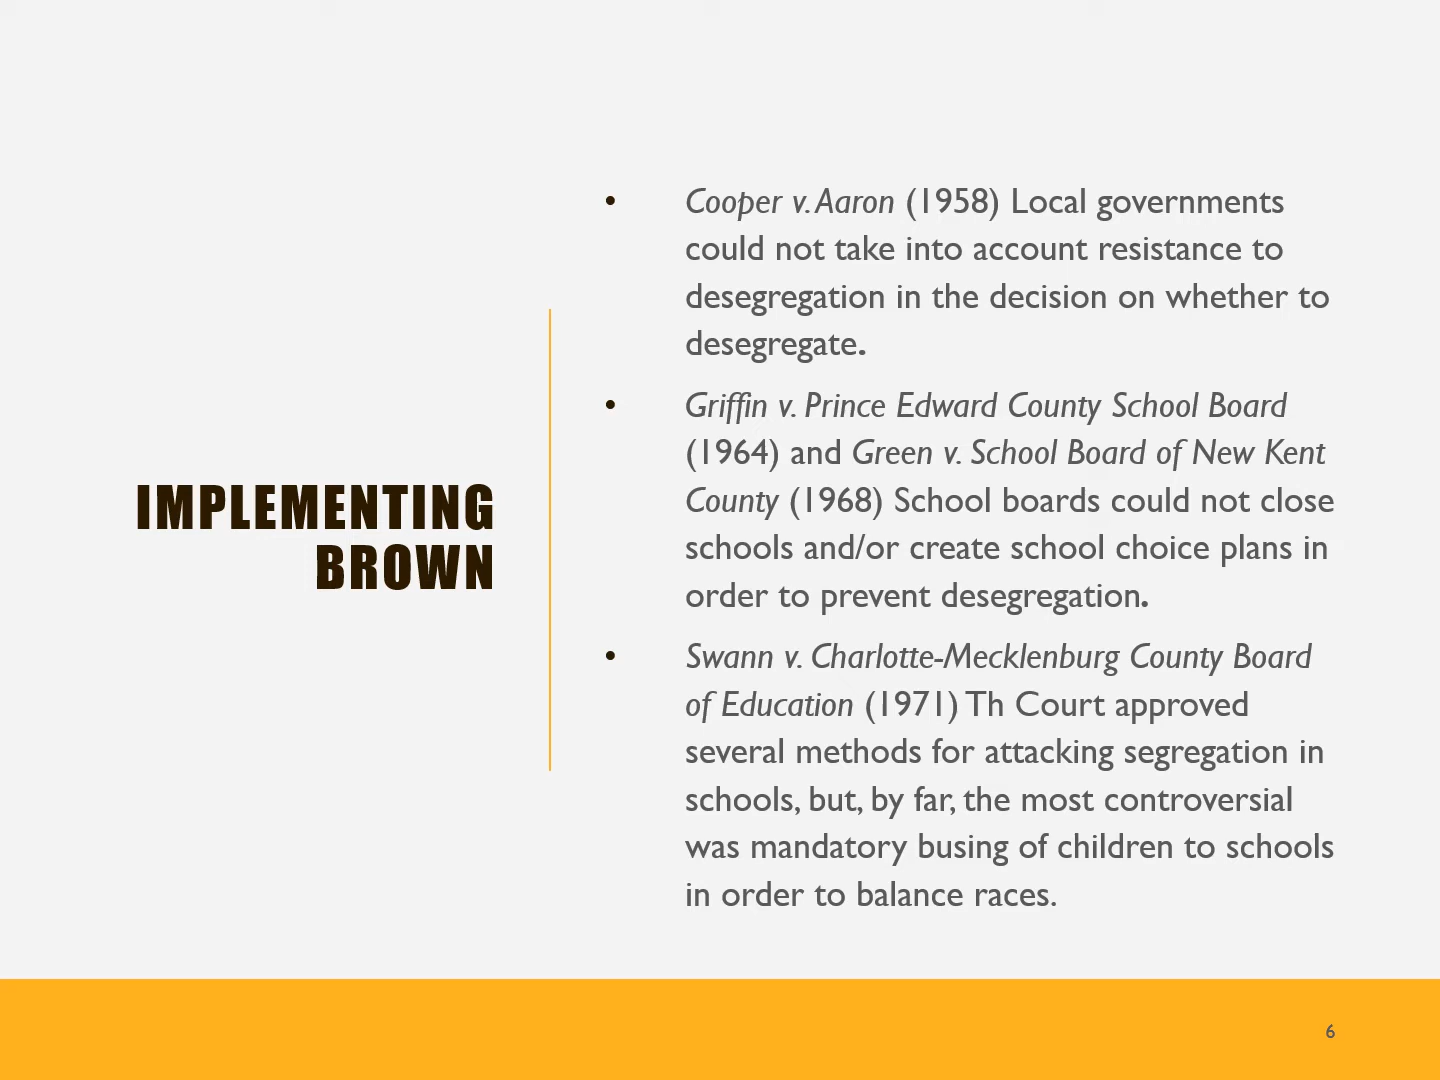 IMPLEMENTING
BROWN
• Cooper v. Aaron (1958) Local governments
could not take into account resistance to
desegregation in the decision on whether to
desegregate.
• Griffin v. Prince Edward County School Board
(1964) and Green v. School Board of New Kent
County (1968) School boards could not close
schools and/or create school choice plans in
order to prevent desegregation.
• Swann v. Charlotte-Mecklenburg County Board
of Education (1971) Th Court approved
several methods for attacking segregation in
schools, but, by far, the most controversial
was mandatory busing of children to schools
in order to balance races.
6